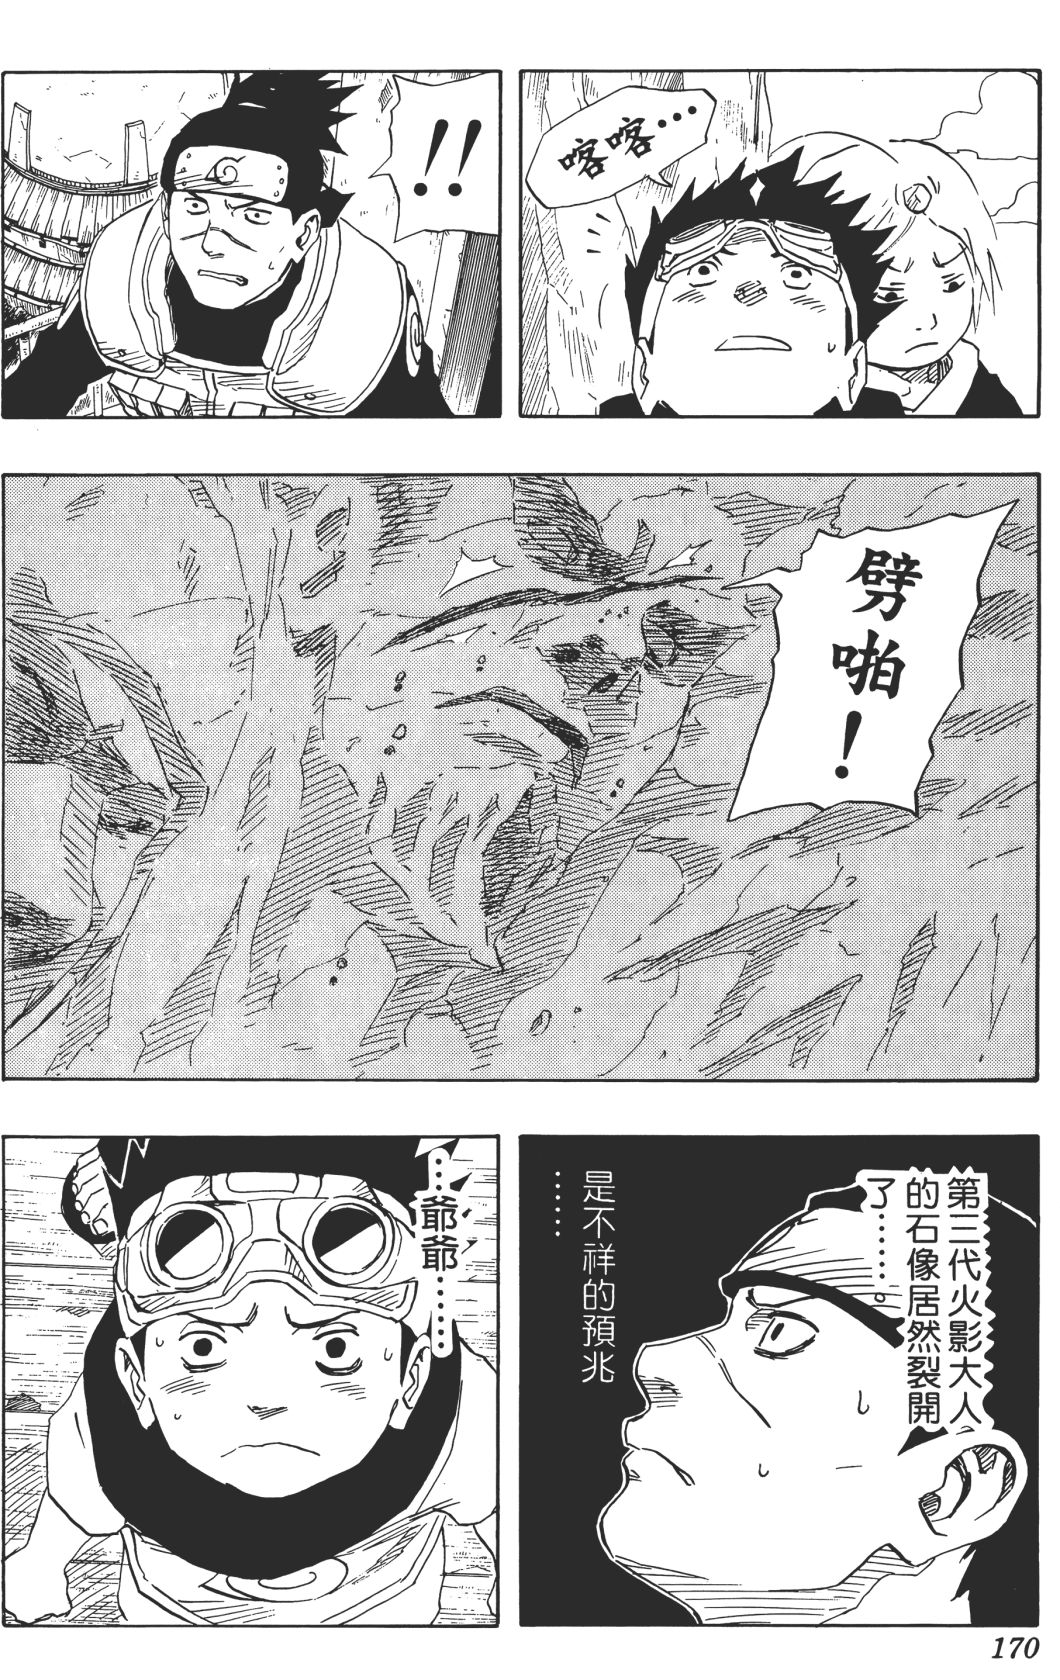 喀喀…
!!
劈啪！
第三代火影大人
的石像居然裂開
了……。
是不祥的預兆
……
…爺爺……
170